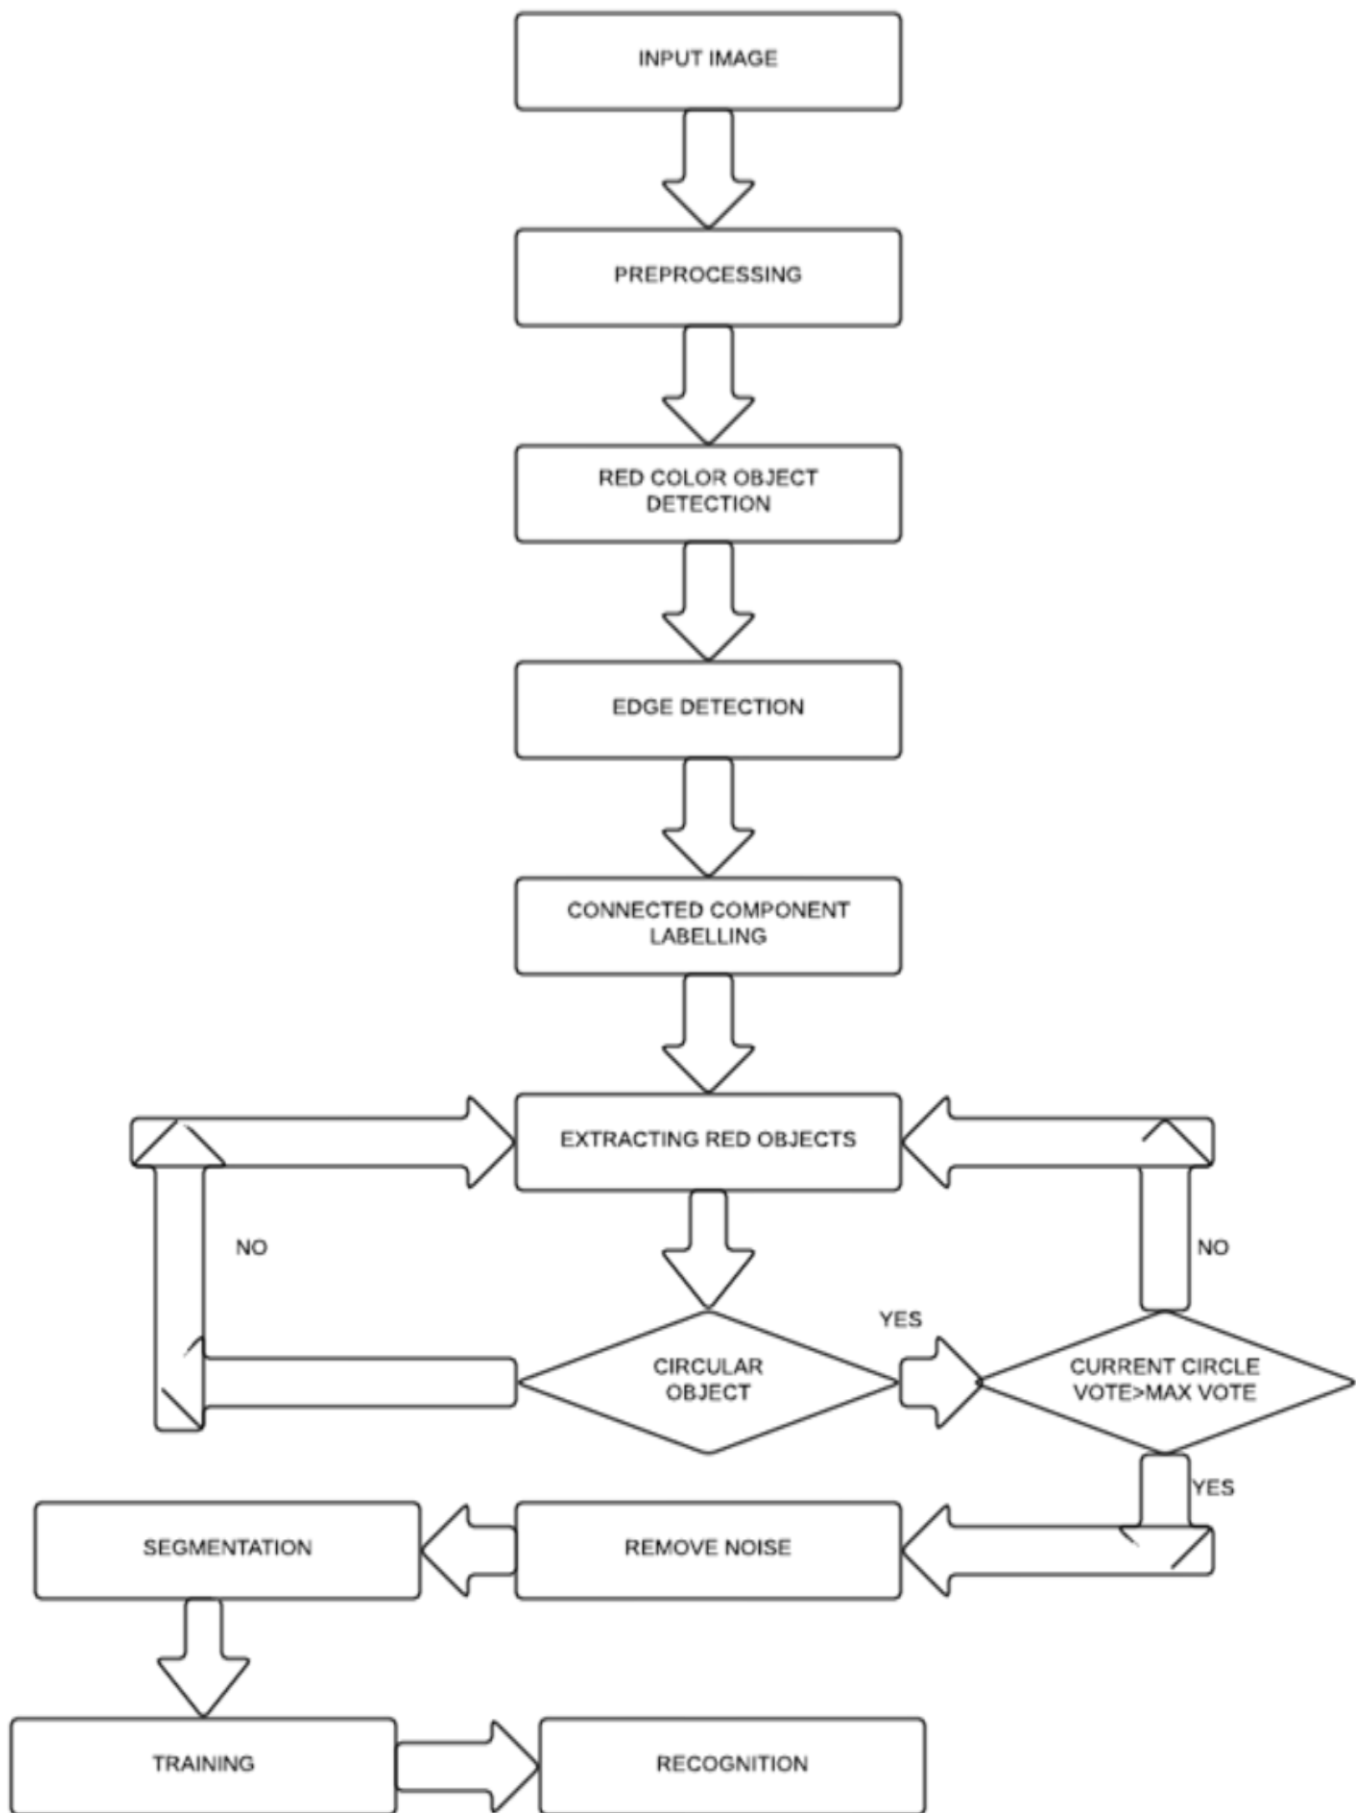 INPUT IMAGE
PREPROCESSING
RED COLOR OBJECT
DETECTION
EDGE DETECTION
CONNECTED COMPONENT
LABELLING
EXTRACTING RED OBJECTS
NO
NO
YES
CIRCULAR
OBJECT
CURRENT CIRCLE
VOTE>MAX VOTE
YES
SEGMENTATION
REMOVE NOISE
TRAINING
RECOGNITION